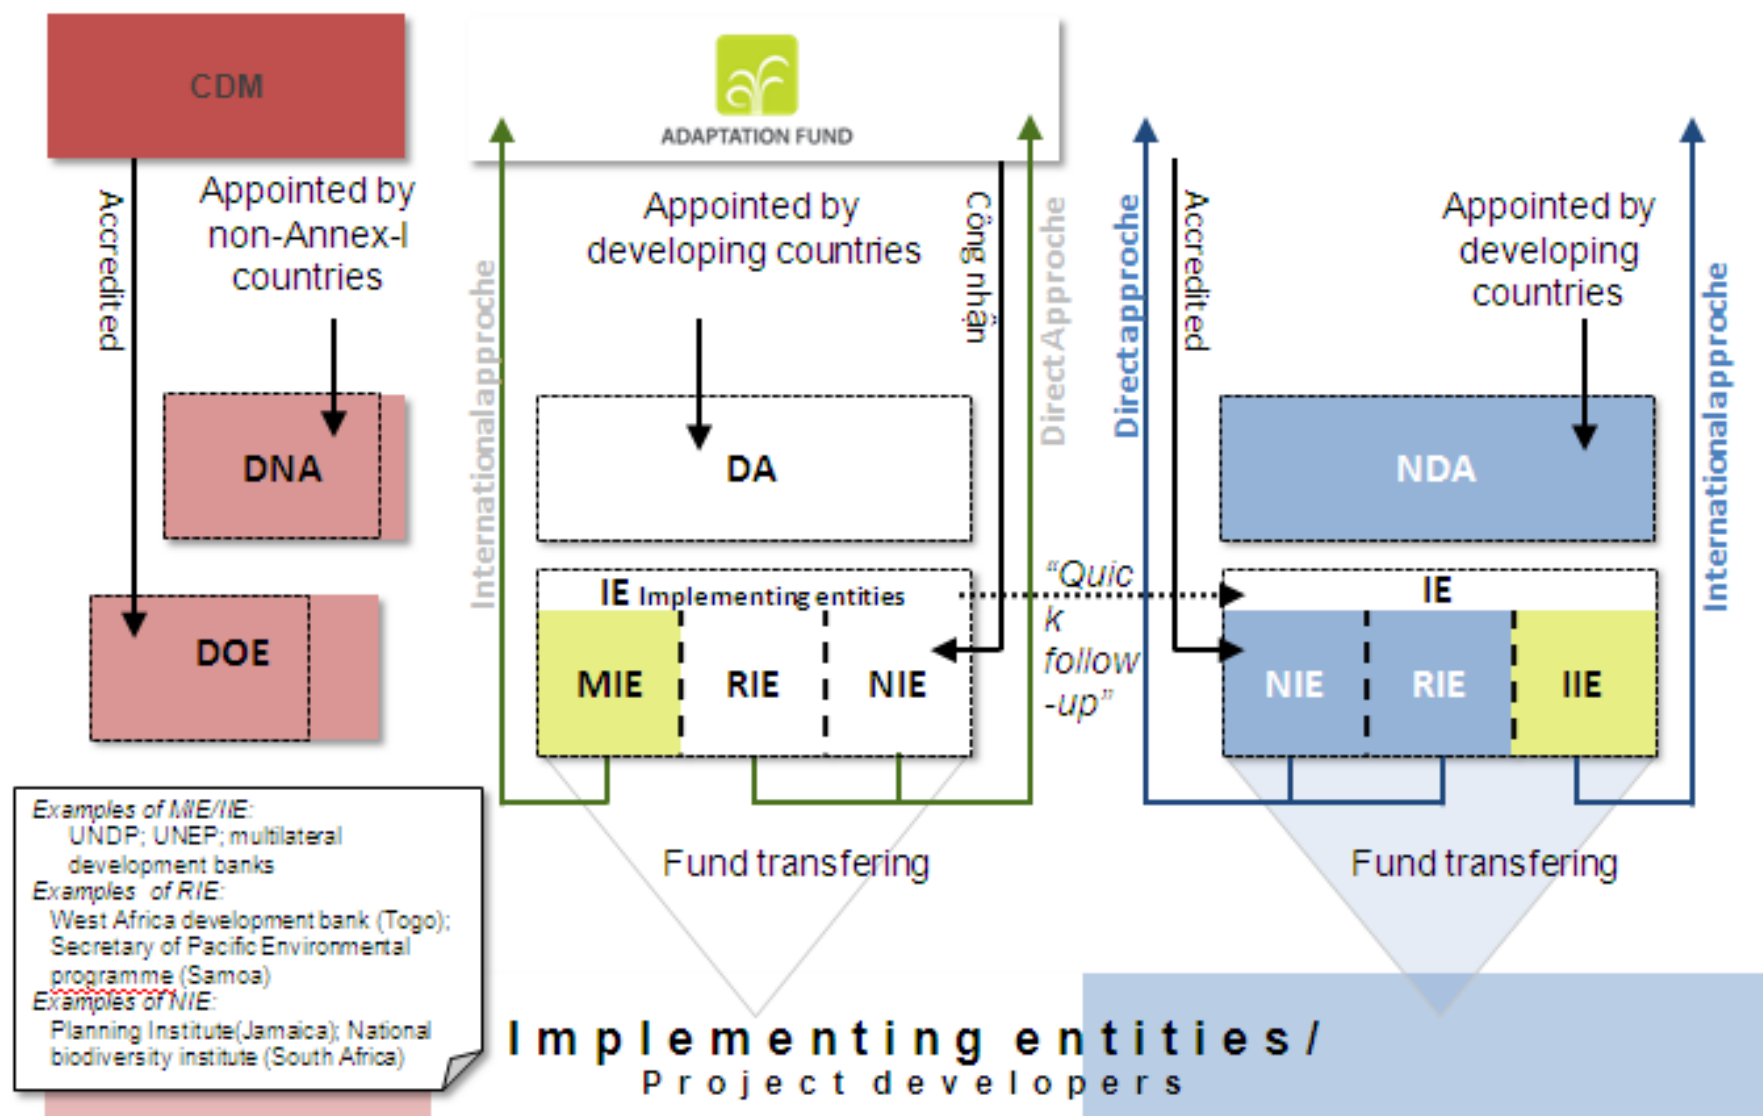 CDM
ADAPTATION FUND
Accredited
Appointed by
non-Annex-I
countries
Internationalapproche
Appointed by
developing countries
Công nhận
DirectApproche
Directapproche
Accredited
Appointed by
developing
countries
Internationalapproche
DNA
DA
NDA
DOE
IE Implementing entities
MIE
RIE
NIE
“Quic
k
follow
-up”
IE
NIE
RIE
IIE
Fund transfering
Fund transfering
Examples of MIE/IIE:
UNDP; UNEP; multilateral
development banks
Examples of RIE:
West Africa development bank (Togo);
Secretary of Pacific Environmental
programme (Samoa)
Examples of NIE:
Planning Institute(Jamaica); National
biodiversity institute (South Africa)
Implementing entities/
Project developers